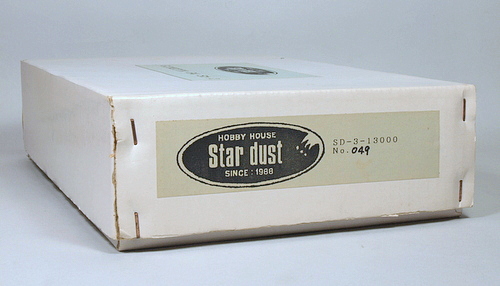 HOBBY HOUSE
Star dust
SINCE : 1988
SD-3-13000
No. 049